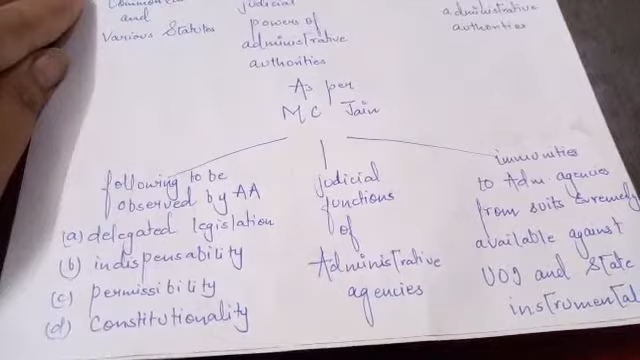 and
Various Statutes
judicial
powers of
administrative
authorities
administrative
authorities
As per
MC Jain
following to be
observed by AA
(a) delegated legislation
(b) indispensability
(c) permissibility
(d) Constitutionality
judicial
functions
of
Administrative
agencies
immunities
to Adm. agencies
from suits & remedy
available against
UOI and State
instrumental